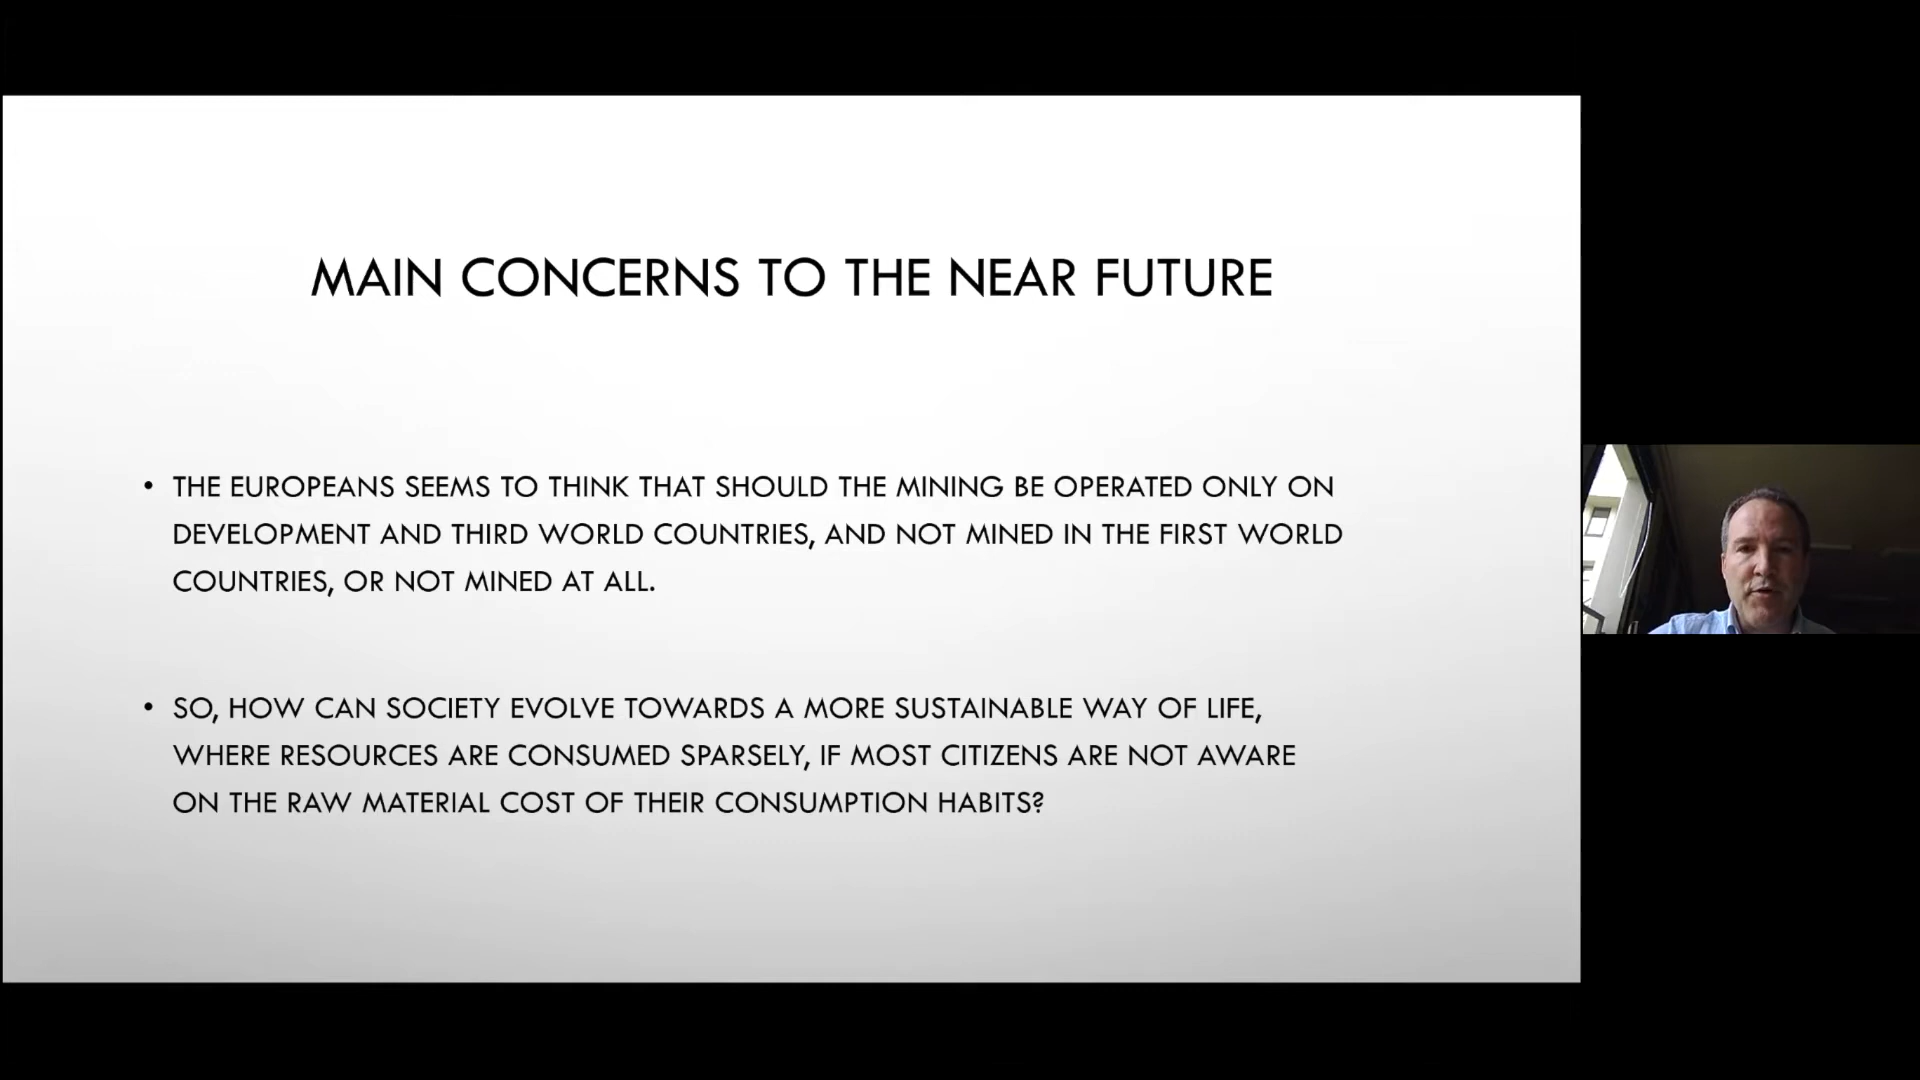 MAIN CONCERNS TO THE NEAR FUTURE
• THE EUROPEANS SEEMS TO THINK THAT SHOULD THE MINING BE OPERATED ONLY ON
DEVELOPMENT AND THIRD WORLD COUNTRIES, AND NOT MINED IN THE FIRST WORLD
COUNTRIES, OR NOT MINED AT ALL.
• SO, HOW CAN SOCIETY EVOLVE TOWARDS A MORE SUSTAINABLE WAY OF LIFE,
WHERE RESOURCES ARE CONSUMED SPARSELY, IF MOST CITIZENS ARE NOT AWARE
ON THE RAW MATERIAL COST OF THEIR CONSUMPTION HABITS?